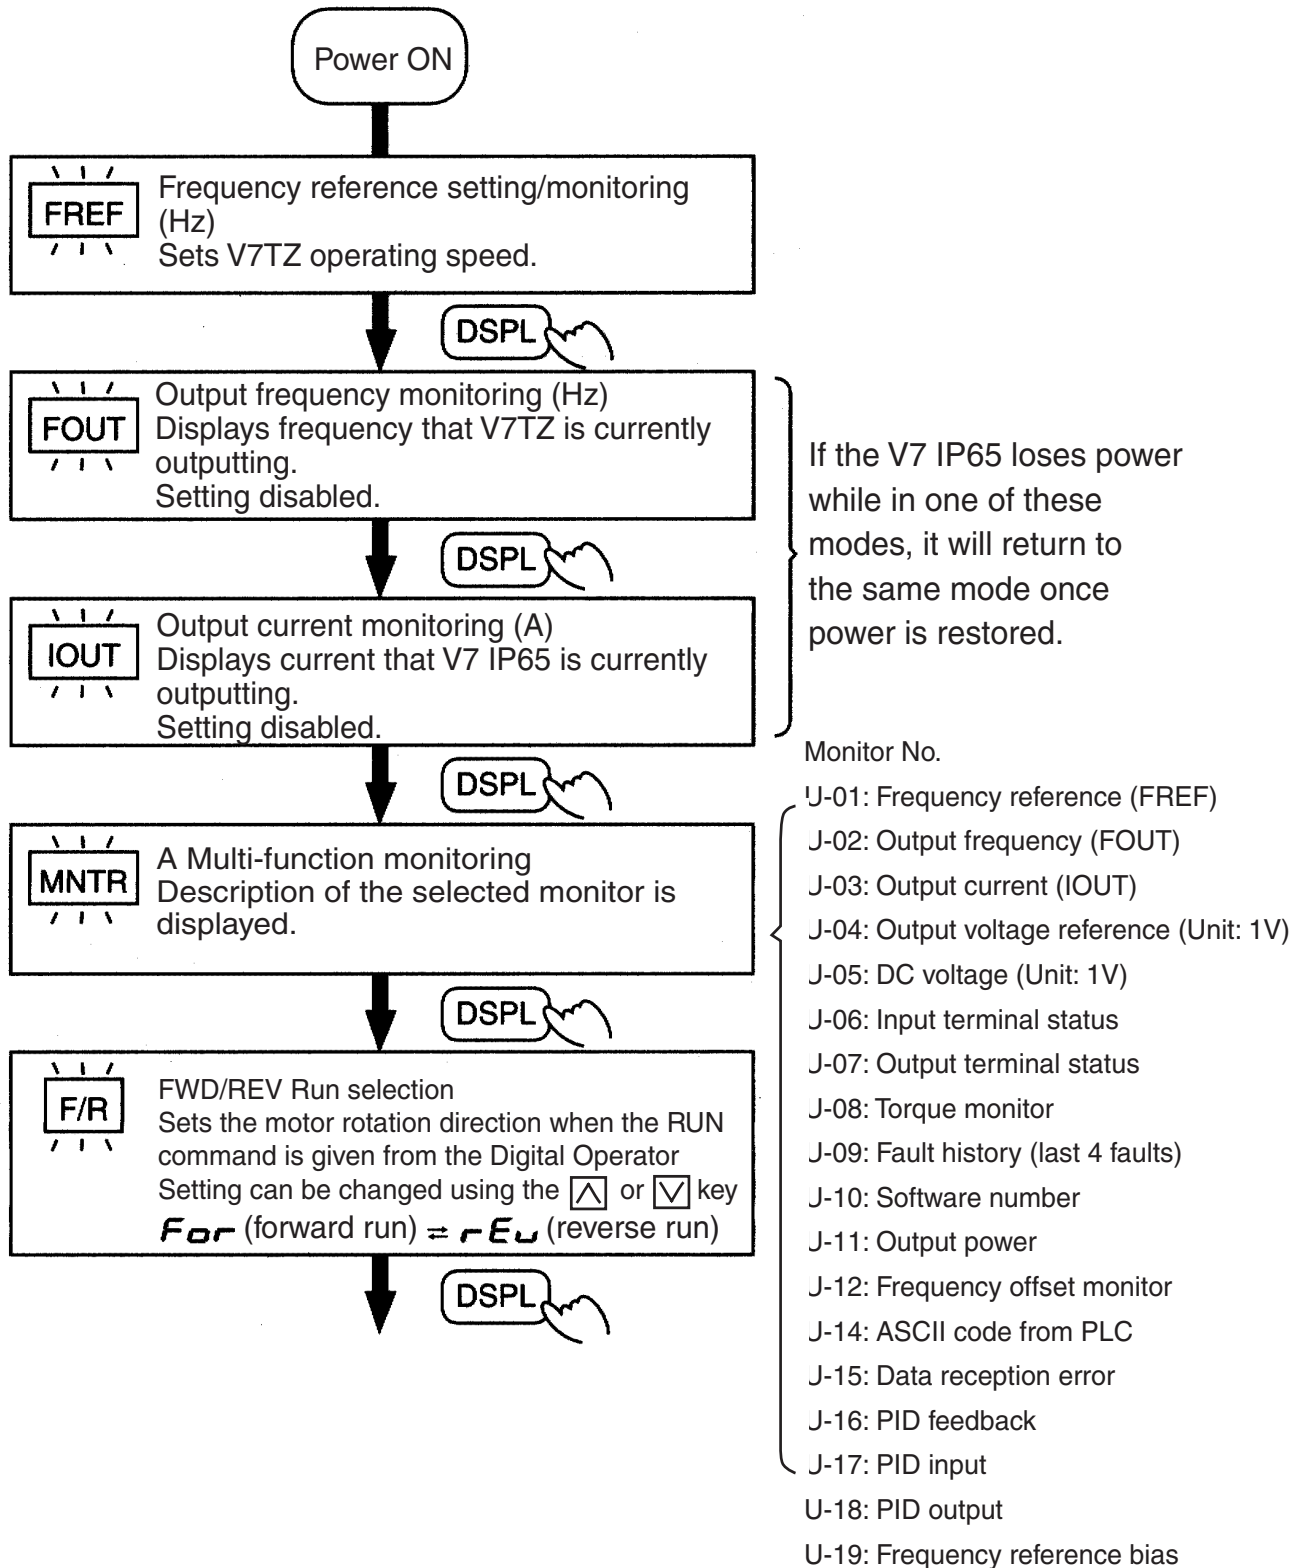 Power ON
FREF
Frequency reference setting/monitoring
(Hz)
Sets V7TZ operating speed.
DSPL
FOUT
Output frequency monitoring (Hz)
Displays frequency that V7TZ is currently
outputting.
Setting disabled.
DSPL
IOUT
Output current monitoring (A)
Displays current that V7 IP65 is currently
outputting.
Setting disabled.
If the V7 IP65 loses power
while in one of these
modes, it will return to
the same mode once
power is restored.
DSPL
MNTR
A Multi-function monitoring
Description of the selected monitor is
displayed.
DSPL
F/R
FWD/REV Run selection
Sets the motor rotation direction when the RUN
command is given from the Digital Operator
Setting can be changed using the ∧ or ∨ key
For (forward run) ⇄ rEv (reverse run)
DSPL
Monitor No.
U-01: Frequency reference (FREF)
U-02: Output frequency (FOUT)
U-03: Output current (IOUT)
U-04: Output voltage reference (Unit: 1V)
U-05: DC voltage (Unit: 1V)
U-06: Input terminal status
U-07: Output terminal status
U-08: Torque monitor
U-09: Fault history (last 4 faults)
U-10: Software number
U-11: Output power
U-12: Frequency offset monitor
U-14: ASCII code from PLC
U-15: Data reception error
U-16: PID feedback
U-17: PID input
U-18: PID output
U-19: Frequency reference bias